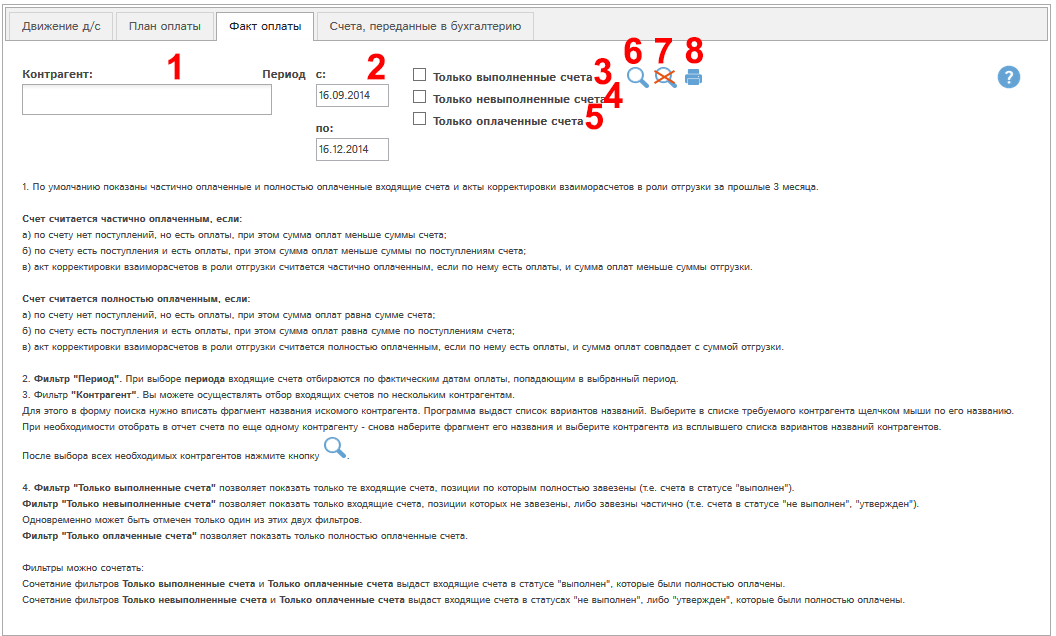 Движение д/с План оплаты Факт оплаты Счета, переданные в бухгалтерию
1 2 3 4 5 6 7 8
Контрагент: Период с: Только выполненные счета ?
16.09.2014 Только невыполненные счета
Только оплаченные счета
по:
16.12.2014
1. По умолчанию показаны частично оплаченные и полностью оплаченные входящие счета и акты корректировки взаиморасчетов в роли отгрузки за прошлые 3 месяца.
Счет считается частично оплаченным, если:
а) по счету нет поступлений, но есть оплаты, при этом сумма оплат меньше суммы счета;
б) по счету есть поступления и есть оплаты, при этом сумма оплат меньше суммы по поступлениям счета;
в) акт корректировки взаиморасчетов в роли отгрузки считается частично оплаченным, если по нему есть оплаты, и сумма оплат меньше суммы отгрузки.
Счет считается полностью оплаченным, если:
а) по счету нет поступлений, но есть оплаты, при этом сумма оплат равна сумме счета;
б) по счету есть поступления и есть оплаты, при этом сумма оплат равна сумме по поступлениям счета;
в) акт корректировки взаиморасчетов в роли отгрузки считается полностью оплаченным, если по нему есть оплаты, и сумма оплат совпадает с суммой отгрузки.
2. Фильтр "Период". При выборе периода входящие счета отбираются по фактическим датам оплаты, попадающим в выбранный период.
3. Фильтр "Контрагент". Вы можете осуществлять отбор входящих счетов по нескольким контрагентам.
Для этого в форму поиска нужно вписать фрагмент названия искомого контрагента. Программа выдаст список вариантов названий. Выберите в списке требуемого контрагента щелчком мыши по его названию.
При необходимости отобрать в отчет счета по еще одному контрагенту - снова наберите фрагмент его названия и выберите контрагента из всплывшего списка вариантов названий контрагентов.
После выбора всех необходимых контрагентов нажмите кнопку .
4. Фильтр "Только выполненные счета" позволяет показать только те входящие счета, позиции по которым полностью завезены (т.е. счета в статусе "выполнен").
Фильтр "Только невыполненные счета" позволяет показать только входящие счета, позиции которых не завезены, либо завезны частично (т.е. счета в статусе "не выполнен", "утвержден").
Одновременно может быть отмечен только один из этих двух фильтров.
Фильтр "Только оплаченные счета" позволяет показать только полностью оплаченные счета.
Фильтры можно сочетать:
Сочетание фильтров Только выполненные счета и Только оплаченные счета выдаст входящие счета в статусе "выполнен", которые были полностью оплачены.
Сочетание фильтров Только невыполненные счета и Только оплаченные счета выдаст входящие счета в статусах "не выполнен", либо "утвержден", которые были полностью оплачены.